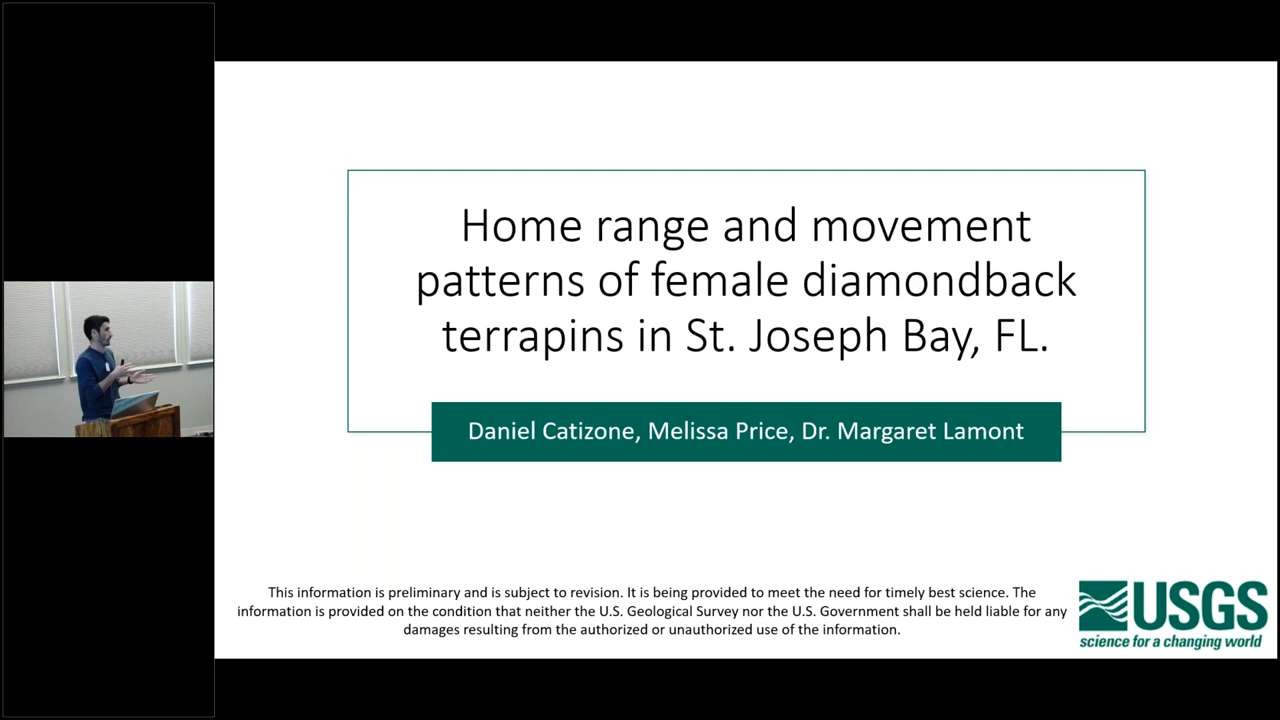 Home range and movement
patterns of female diamondback
terrapins in St. Joseph Bay, FL.
Daniel Catizone, Melissa Price, Dr. Margaret Lamont
This information is preliminary and is subject to revision. It is being provided to meet the need for timely best science. The
information is provided on the condition that neither the U.S. Geological Survey nor the U.S. Government shall be held liable for any
damages resulting from the authorized or unauthorized use of the information.
USGS
science for a changing world